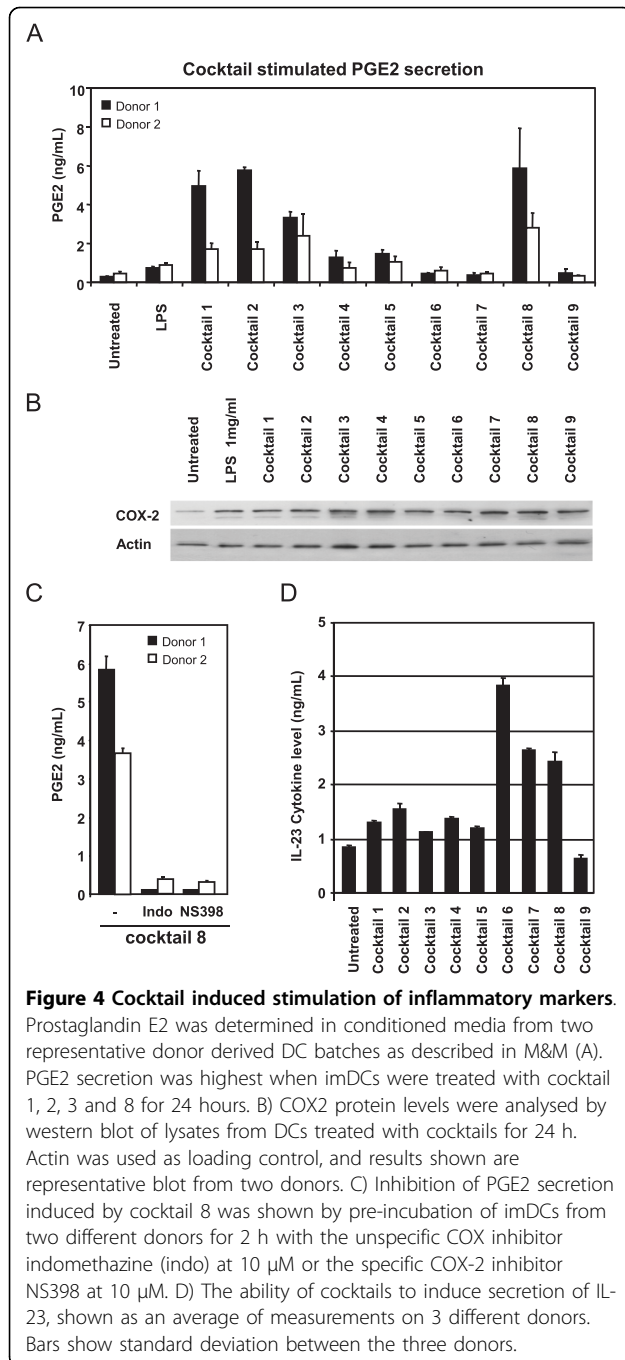 A
Cocktail stimulated PGE2 secretion
10
8
6
4
2
0
PGE2 (ng/mL)
Donor 1
Donor 2
Untreated
LPS
Cocktail 1
Cocktail 2
Cocktail 3
Cocktail 4
Cocktail 5
Cocktail 6
Cocktail 7
Cocktail 8
Cocktail 9
B
Untreated
LPS 1mg/ml
Cocktail 1
Cocktail 2
Cocktail 3
Cocktail 4
Cocktail 5
Cocktail 6
Cocktail 7
Cocktail 8
Cocktail 9
COX-2
Actin
C
7
6
5
4
3
2
1
0
PGE2 (ng/mL)
Donor 1
Donor 2
- Indo NS398
cocktail 8
D
5
4
3
2
1
0
IL-23 Cytokine level (ng/mL)
Untreated
Cocktail 1
Cocktail 2
Cocktail 3
Cocktail 4
Cocktail 5
Cocktail 6
Cocktail 7
Cocktail 8
Cocktail 9
Figure 4 Cocktail induced stimulation of inflammatory markers.
Prostaglandin E2 was determined in conditioned media from two
representative donor derived DC batches as described in M&M (A).
PGE2 secretion was highest when imDCs were treated with cocktail
1, 2, 3 and 8 for 24 hours. B) COX2 protein levels were analysed by
western blot of lysates from DCs treated with cocktails for 24 h.
Actin was used as loading control, and results shown are
representative blot from two donors. C) Inhibition of PGE2 secretion
induced by cocktail 8 was shown by pre-incubation of imDCs from
two different donors for 2 h with the unspecific COX inhibitor
indomethazine (indo) at 10 μM or the specific COX-2 inhibitor
NS398 at 10 μM. D) The ability of cocktails to induce secretion of IL-
23, shown as an average of measurements on 3 different donors.
Bars show standard deviation between the three donors.